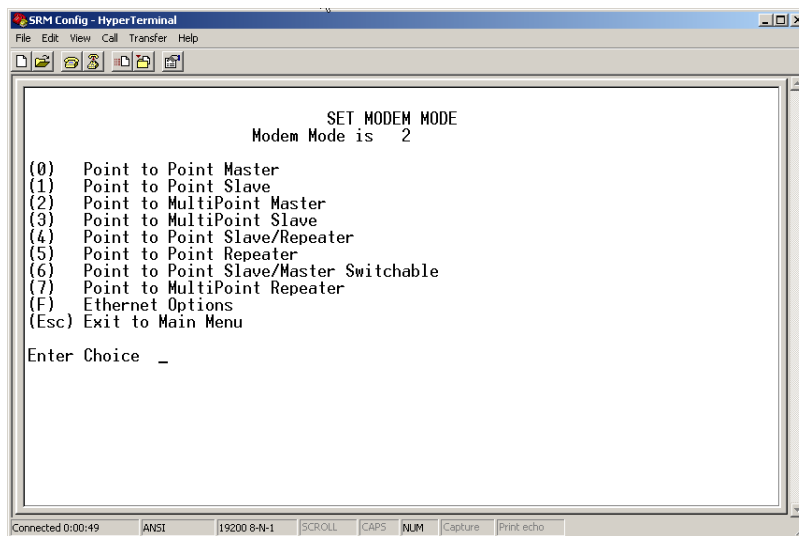 SRM Config - HyperTerminal
File Edit View Call Transfer Help
SET MODEM MODE
Modem Mode is 2
(0) Point to Point Master
(1) Point to Point Slave
(2) Point to MultiPoint Master
(3) Point to MultiPoint Slave
(4) Point to Point Slave/Repeater
(5) Point to Point Repeater
(6) Point to Point Slave/Master Switchable
(7) Point to MultiPoint Repeater
(F) Ethernet Options
(Esc) Exit to Main Menu
Enter Choice _
Connected 0:00:49 ANSI 19200 8-N-1 SCROLL CAPS NUM Capture Print echo